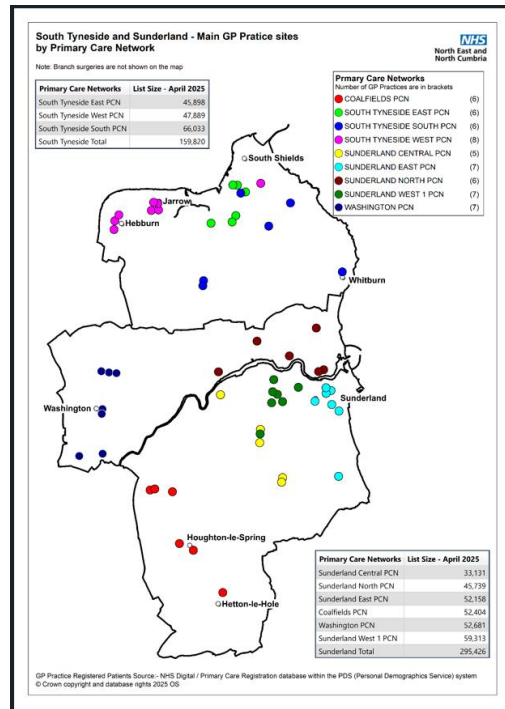 South Tyneside and Sunderland - Main GP Pratice sites
by Primary Care Network
Note: Branch surgeries are not shown on the map
NHS
North East and
North Cumbria
Primary Care Networks List Size - April 2025
South Tyneside East PCN 45,898
South Tyneside West PCN 47,889
South Tyneside South PCN 66,033
South Tyneside Total 159,820
Primary Care Networks
Number of GP Practices are in brackets
COALFIELDS PCN (6)
SOUTH TYNESIDE EAST PCN (6)
SOUTH TYNESIDE SOUTH PCN (6)
SOUTH TYNESIDE WEST PCN (8)
SUNDERLAND CENTRAL PCN (5)
SUNDERLAND EAST PCN (7)
SUNDERLAND NORTH PCN (6)
SUNDERLAND WEST 1 PCN (7)
WASHINGTON PCN (7)
South Shields
Jarrow
Hebburn
Whitburn
Sunderland
Washington
Houghton-le-Spring
Hetton-le-Hole
Primary Care Networks List Size - April 2025
Sunderland Central PCN 33,131
Sunderland North PCN 45,739
Sunderland East PCN 52,158
Coalfields PCN 52,404
Washington PCN 52,681
Sunderland West 1 PCN 59,313
Sunderland Total 295,426
GP Practice Registered Patients Source:- NHS Digital / Primary Care Registration database within the PDS (Personal Demographics Service) system
© Crown copyright and database rights 2025 OS